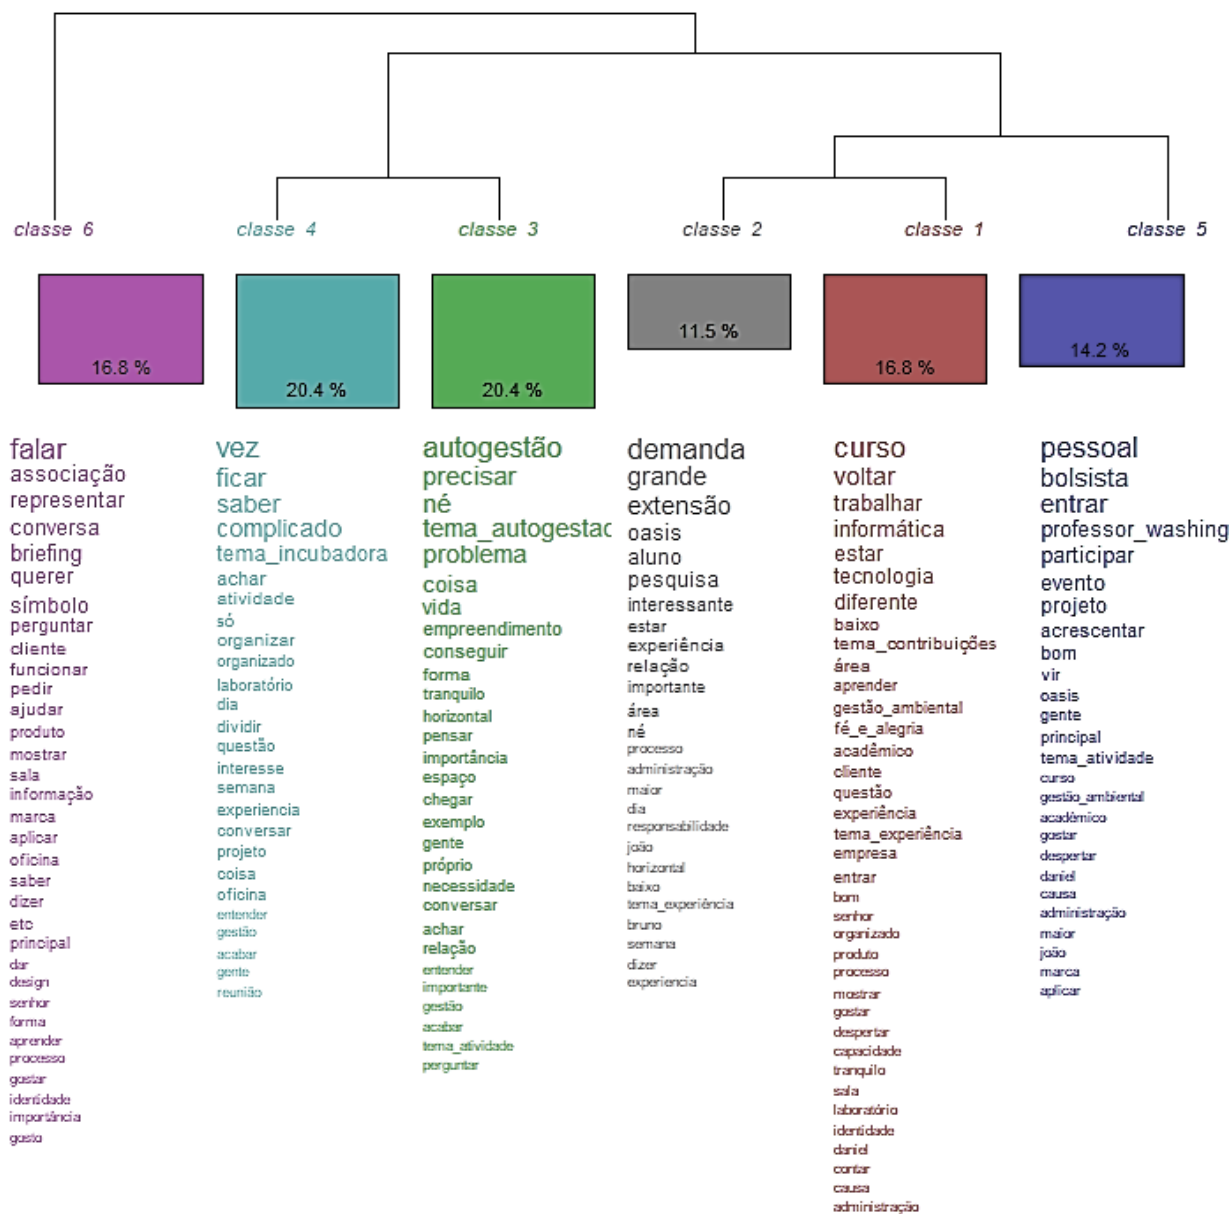 classe 6
classe 4
classe 3
classe 2
classe 1
classe 5
16.8 %
20.4 %
20.4 %
11.5 %
16.8 %
14.2 %
falar
associação
representar
conversa
briefing
querer
símbolo
perguntar
cliente
funcionar
pedir
ajudar
produto
mostrar
sala
informação
marca
aplicar
oficina
saber
dizer
etc
principal
dar
design
senhor
forma
aprender
processo
gostar
identidade
importância
gosto
vez
ficar
saber
complicado
tema_incubadora
achar
atividade
só
organizar
organizado
laboratório
dia
dividir
questão
interesse
semana
experiencia
conversar
projeto
coisa
oficina
entender
gestão
acabar
gente
reunião
autogestão
precisar
né
tema_autogestac
problema
coisa
vida
empreendimento
conseguir
forma
tranquilo
horizontal
pensar
importância
espaço
chegar
exemplo
gente
próprio
necessidade
conversar
achar
relação
entender
importante
gestão
acabar
tema_atividade
perguntar
demanda
grande
extensão
oasis
aluno
pesquisa
interessante
estar
experiência
relação
importante
área
né
processo
administração
maior
dia
responsabilidade
joão
horizontal
baixo
tema_experiência
bruno
semana
dizer
experiencia
curso
voltar
trabalhar
informática
estar
tecnologia
diferente
baixo
tema_contribuições
área
aprender
gestão_ambiental
fé_e_alegria
acadêmico
cliente
questão
experiência
tema_experiência
empresa
entrar
bom
senhor
organizado
produto
processo
mostrar
gostar
despertar
capacidade
tranquilo
sala
laboratório
identidade
daniel
contar
causa
administração
pessoal
bolsista
entrar
professor_washing
participar
evento
projeto
acrescentar
bom
vir
oasis
gente
principal
tema_atividade
curso
gestão_ambiental
acadêmico
gostar
despertar
daniel
causa
administração
maior
joão
marca
aplicar